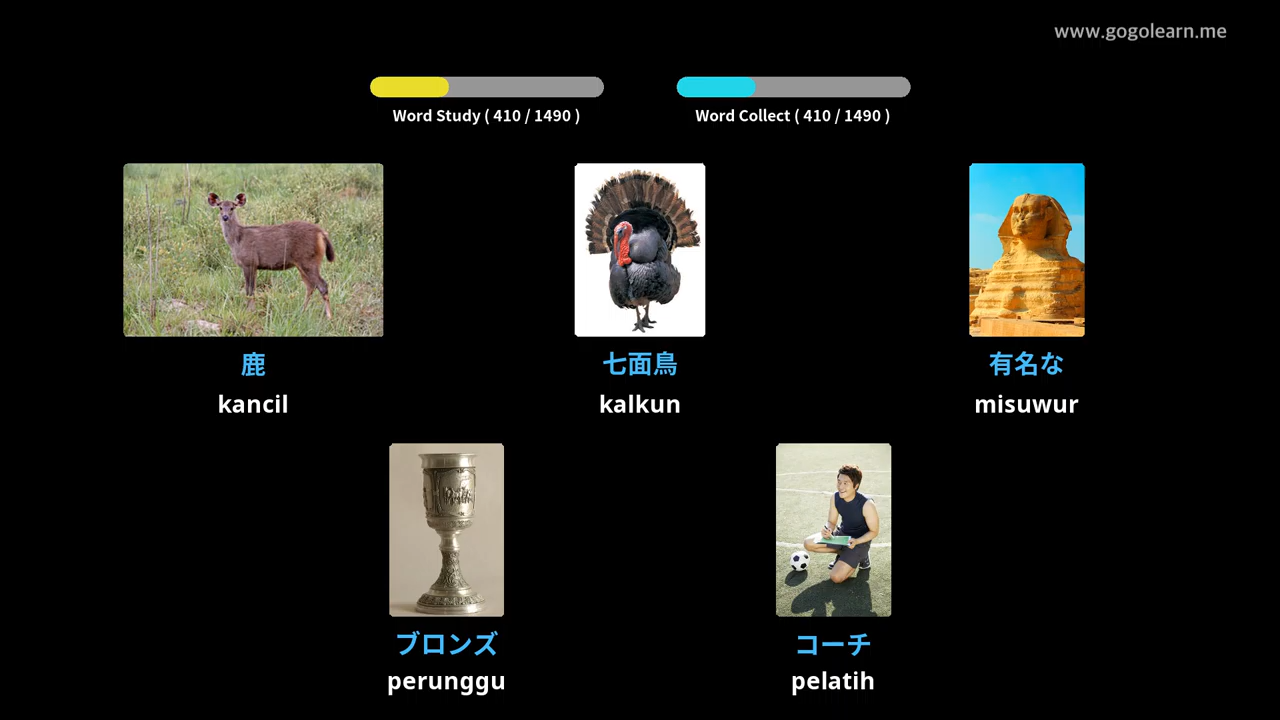 www.gogolearn.me
Word Study ( 410 / 1490 )
Word Collect ( 410 / 1490 )
鹿
kancil
七面鳥
kalkun
有名な
misuwur
ブロンズ
perunggu
コーチ
pelatih